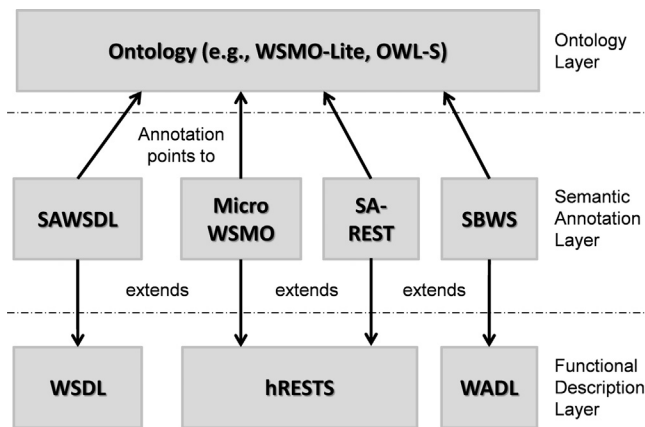 Ontology (e.g., WSMO-Lite, OWL-S)
Ontology
Layer
Annotation
points to
SAWSDL
Micro
WSMO
SA-
REST
SBWS
Semantic
Annotation
Layer
extends
extends
extends
WSDL
hRESTS
WADL
Functional
Description
Layer